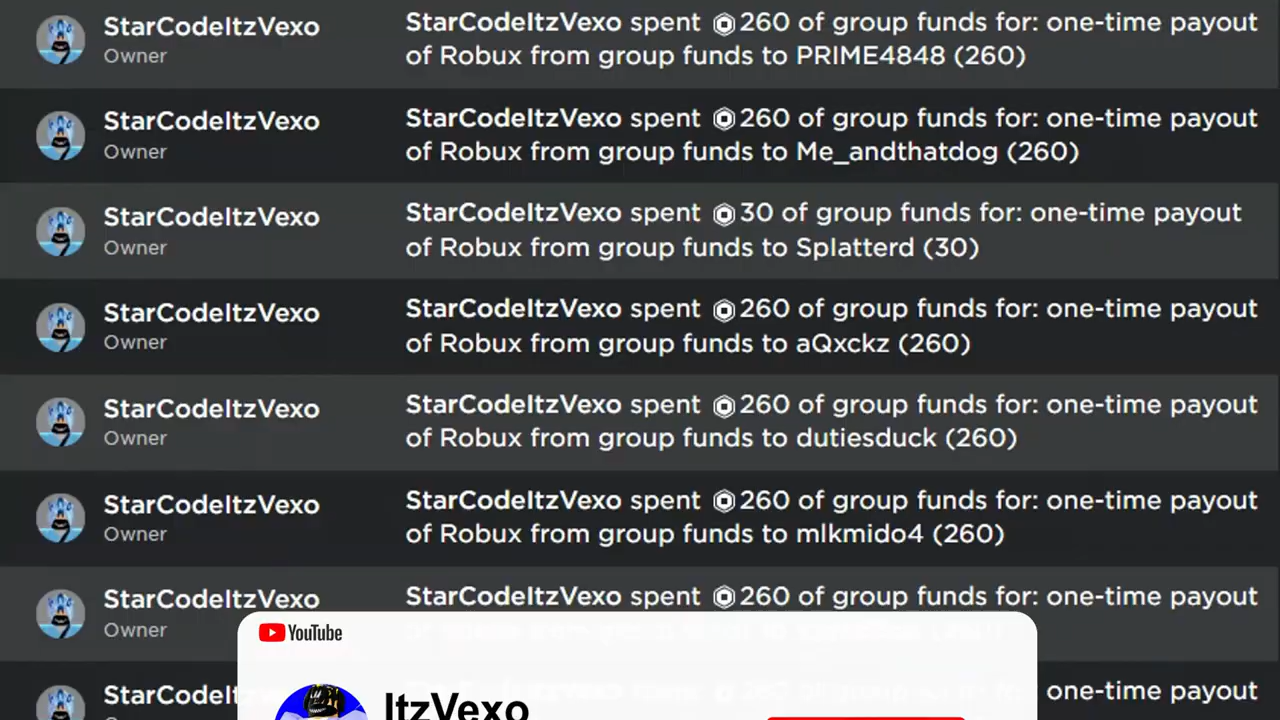 StarCodeItzVexo
Owner
StarCodeItzVexo spent 260 of group funds for: one-time payout
of Robux from group funds to PRIME4848 (260)
StarCodeItzVexo
Owner
StarCodeItzVexo spent 260 of group funds for: one-time payout
of Robux from group funds to Me_andthatdog (260)
StarCodeItzVexo
Owner
StarCodeItzVexo spent 30 of group funds for: one-time payout
of Robux from group funds to Splatterd (30)
StarCodeItzVexo
Owner
StarCodeItzVexo spent 260 of group funds for: one-time payout
of Robux from group funds to aQxckz (260)
StarCodeItzVexo
Owner
StarCodeItzVexo spent 260 of group funds for: one-time payout
of Robux from group funds to dutiesduck (260)
StarCodeItzVexo
Owner
StarCodeItzVexo spent 260 of group funds for: one-time payout
of Robux from group funds to mlkmido4 (260)
StarCodeItzVexo
Owner
StarCodeItzVexo spent 260 of group funds for: one-time payout
StarCodeIt
one-time payout
YouTube
ItzVexo